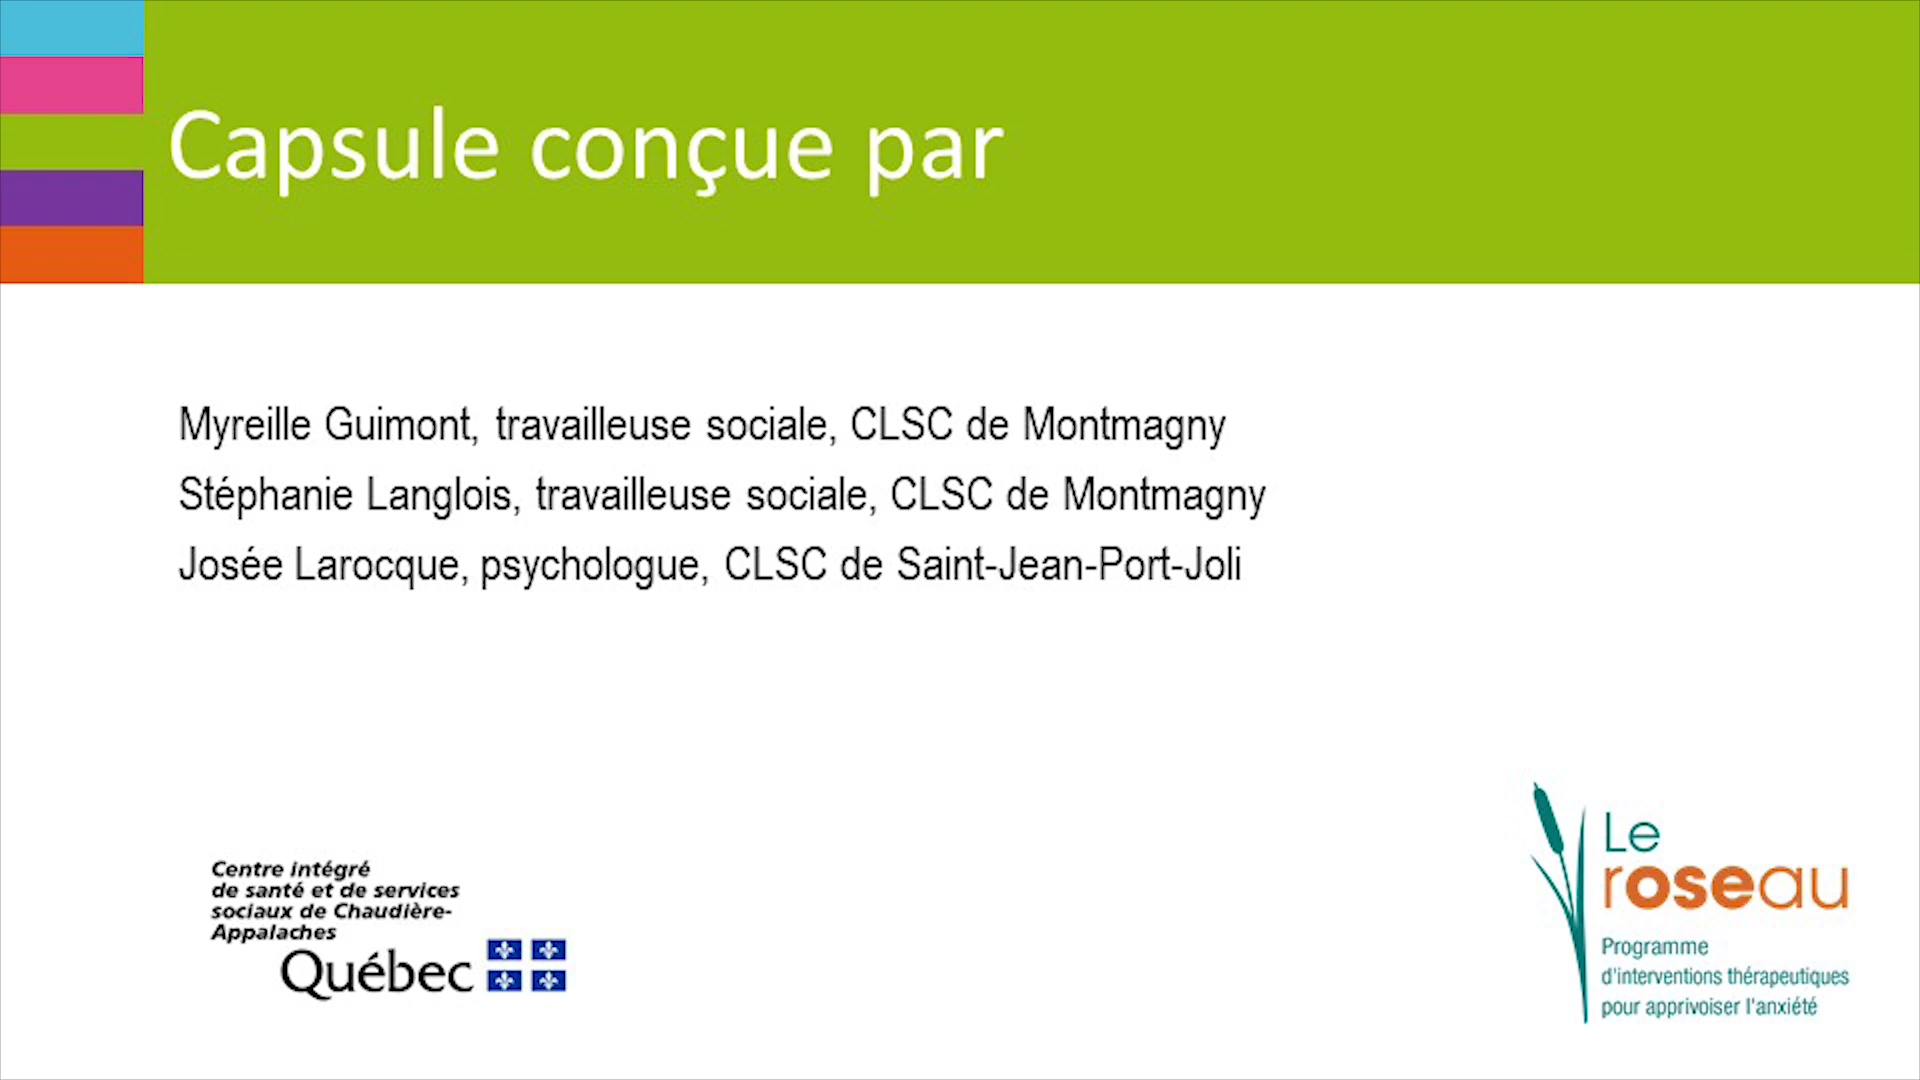 Capsule conçue par
Myreille Guimont, travailleuse sociale, CLSC de Montmagny
Stéphanie Langlois, travailleuse sociale, CLSC de Montmagny
Josée Larocque, psychologue, CLSC de Saint-Jean-Port-Joli
Centre intégré
de santé et de services
sociaux de Chaudière-
Appalaches
Québec
Le
roseau
Programme
d'interventions thérapeutiques
pour apprivoiser l'anxiété